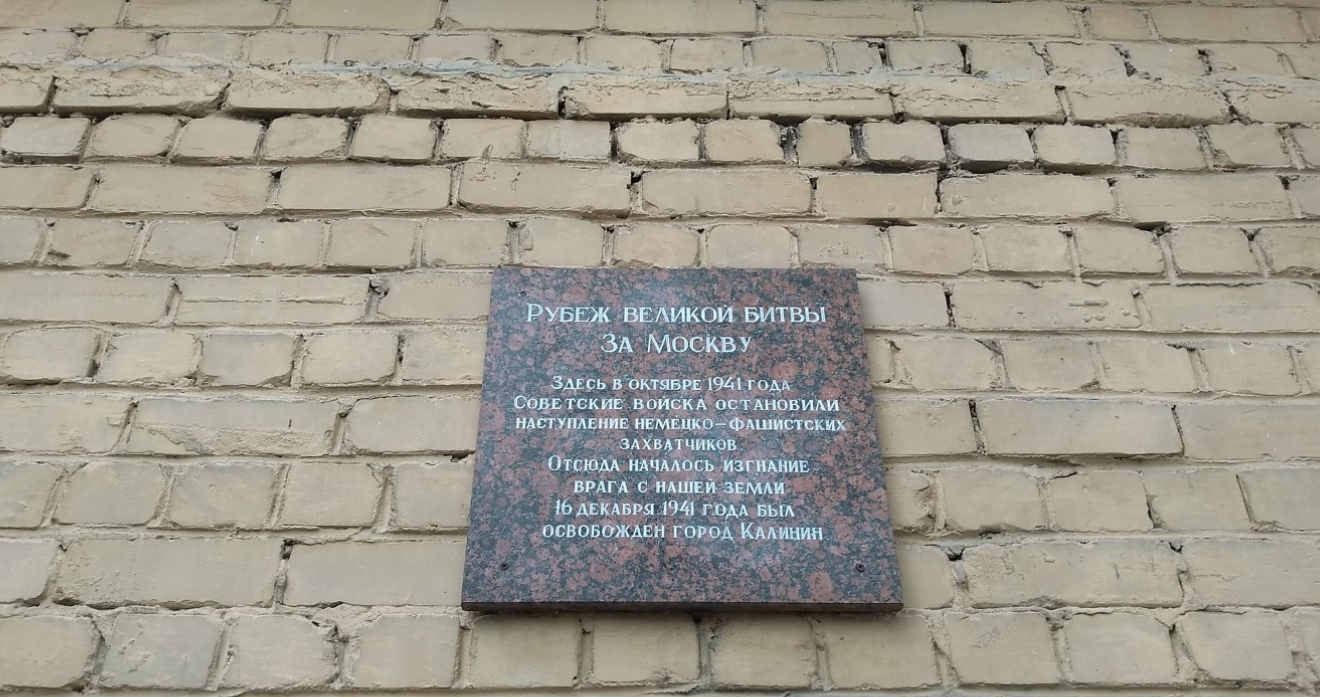 Рубеж великой битвы
За Москву
Здесь в октябре 1941 года
Советские войска остановили
наступление немецко-фашистских
захватчиков.
Отсюда началось изгнание
врага с нашей земли
16 декабря 1941 года был
освобожден город Калинин